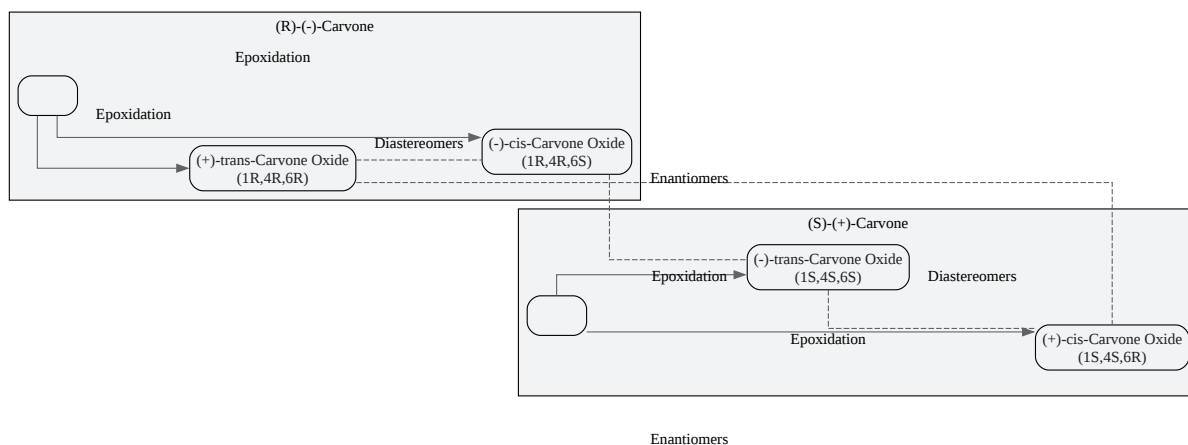 (R)-(-)-Carvone
Epoxidation
Epoxidation
Diastereomers
(-)-cis-Carvone Oxide
(1R,4R,6S)
(+)-trans-Carvone Oxide
(1R,4R,6R)
Enantiomers
(S)-(+)-Carvone
(-)-trans-Carvone Oxide
(1S,4S,6S)
Epoxidation
Diastereomers
Epoxidation
(+)-cis-Carvone Oxide
(1S,4S,6R)
Enantiomers